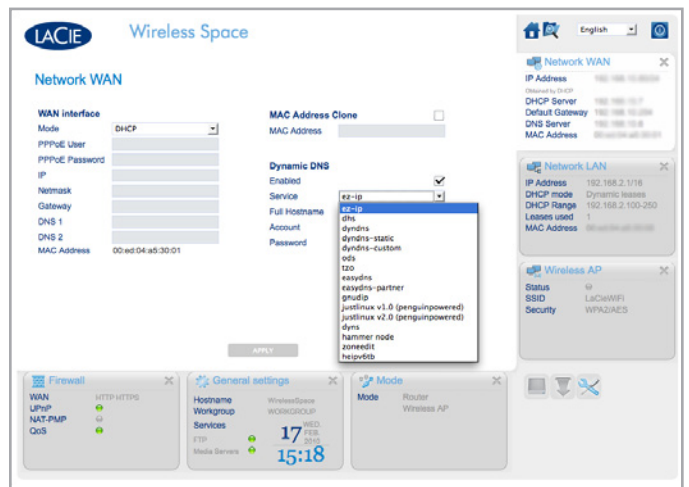 LACIE
Wireless Space
English
Network WAN
WAN interface
Mode DHCP
PPPoE User
PPPoE Password
IP
Netmask
Gateway
DNS 1
DNS 2
MAC Address 00:ed:04:a5:30:01
MAC Address Clone
MAC Address
Dynamic DNS
Enabled
Service ez-ip
Full Hostname
Account
Password
ez-ip
dhs
dyndns
dyndns-static
dyndns-custom
ods
tzo
easydns
easydns-partner
gnudip
justlinux v1.0 (penguinpowered)
justlinux v2.0 (penguinpowered)
dyns
hammer node
zoneedit
heipv6tb
APPLY
Network WAN
IP Address
Obtained by DHCP
DHCP Server
Default Gateway
DNS Server
MAC Address
Network LAN
IP Address 192.168.2.1/16
DHCP mode Dynamic leases
DHCP Range 192.168.2.100-250
Leases used 1
MAC Address
Wireless AP
Status
SSID LaCieWiFi
Security WPA2/AES
Firewall
WAN HTTP HTTPS
UPnP
NAT-PMP
QoS
General settings
Hostname WirelessSpace
Workgroup WORKGROUP
Services
FTP
Media Servers
17 WED. FEB. 2010
15:18
Mode
Mode Router
Wireless AP